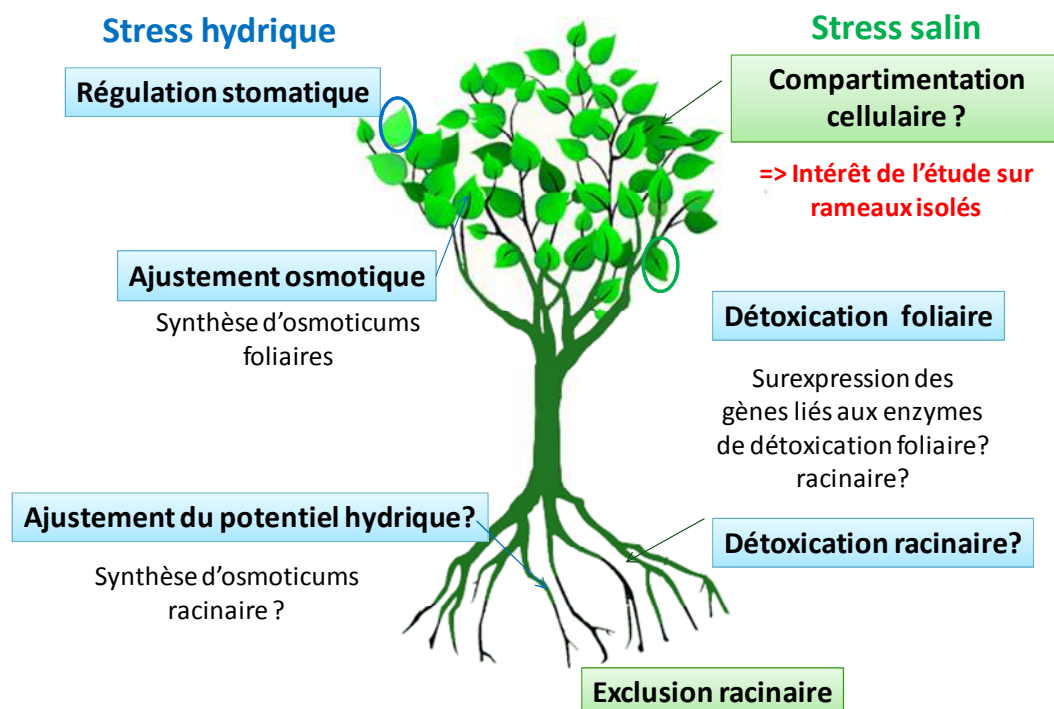 Stress hydrique
Régulation stomatique
Ajustement osmotique
Synthèse d'osmoticums
foliaires
Ajustement du potentiel hydrique?
Synthèse d'osmoticums
racinaire ?
Stress salin
Compartimentation
cellulaire ?
=> Intérêt de l'étude sur
rameaux isolés
Détoxication foliaire
Surexpression des
gènes liés aux enzymes
de détoxication foliaire?
racinaire?
Détoxication racinaire?
Exclusion racinaire